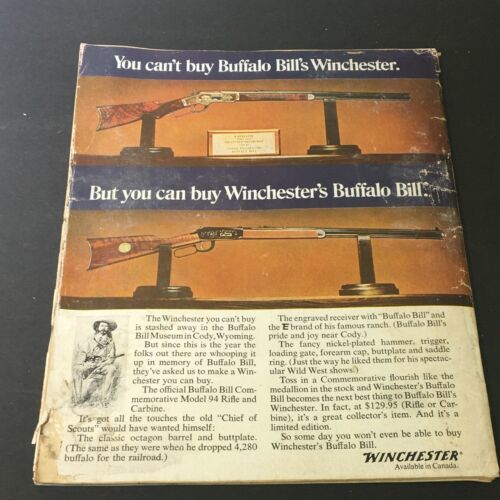 You can't buy Buffalo Bill's Winchester.
But you can buy Winchester's Buffalo Bill.
The Winchester you can't buy
is stashed away in the Buffalo
Bill Museum in Cody, Wyoming.
But since this is the year the
folks out there are whooping it
up in memory of Buffalo Bill,
they've asked us to make a Win-
chester you can buy.
The official Buffalo Bill Com-
memorative Model 94 Rifle and
Carbine.
It's got all the touches the old "Chief of
Scouts" would have wanted himself:
The classic octagon barrel and buttplate.
(The same as they were when he dropped 4,280
buffalo for the railroad.)
The engraved receiver with "Buffalo Bill" and
the brand of his famous ranch. (Buffalo Bill's
pride and joy near Cody.)
The fancy nickel-plated hammer, trigger,
loading gate, forearm cap, buttplate and saddle
ring. (Just the way he liked them for his spectac-
ular Wild West shows)
Toss in a Commemorative flourish like the
medallion in the stock and Winchester's Buffalo
Bill becomes the next best thing to Buffalo Bill's
Winchester. In fact, at $129.95 (Rifle or Car-
bine), it's a great collector's item. And it's a
limited edition.
So some day you won't even be able to buy
Winchester's Buffalo Bill.
WINCHESTER
Available in Canada.